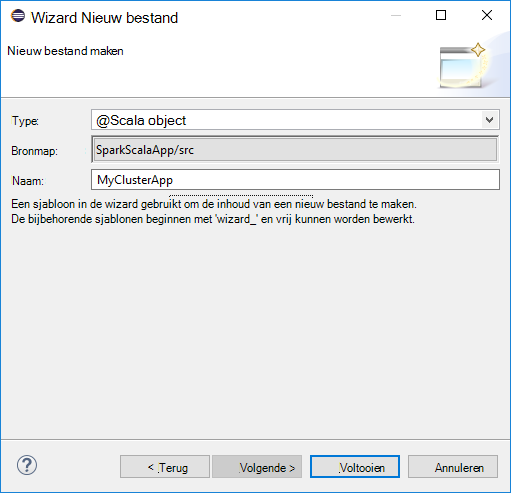 Wizard Nieuw bestand
Nieuw bestand maken
Type: @Scala object
Bronmap: SparkScalaApp/src
Naam: MyClusterApp
Een sjabloon in de wizard gebruikt om de inhoud van een nieuw bestand te maken.
De bijbehorende sjablonen beginnen met 'wizard_' en vrij kunnen worden bewerkt.
? < Terug Volgende > Voltooien Annuleren